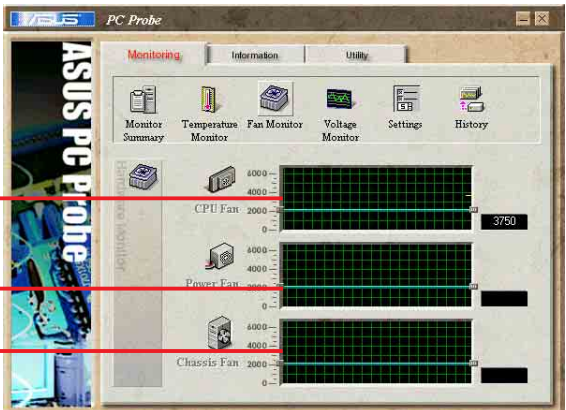 ASUS
PC Probe
ASUS PC Probe
Monitoring
Information
Utility
Monitor Summary
Temperature Monitor
Fan Monitor
Voltage Monitor
Settings
History
Hardware Monitor
CPU Fan
6000
4000
2000
0
3750
Power Fan
6000
4000
2000
0
Chassis Fan
6000
4000
2000
0